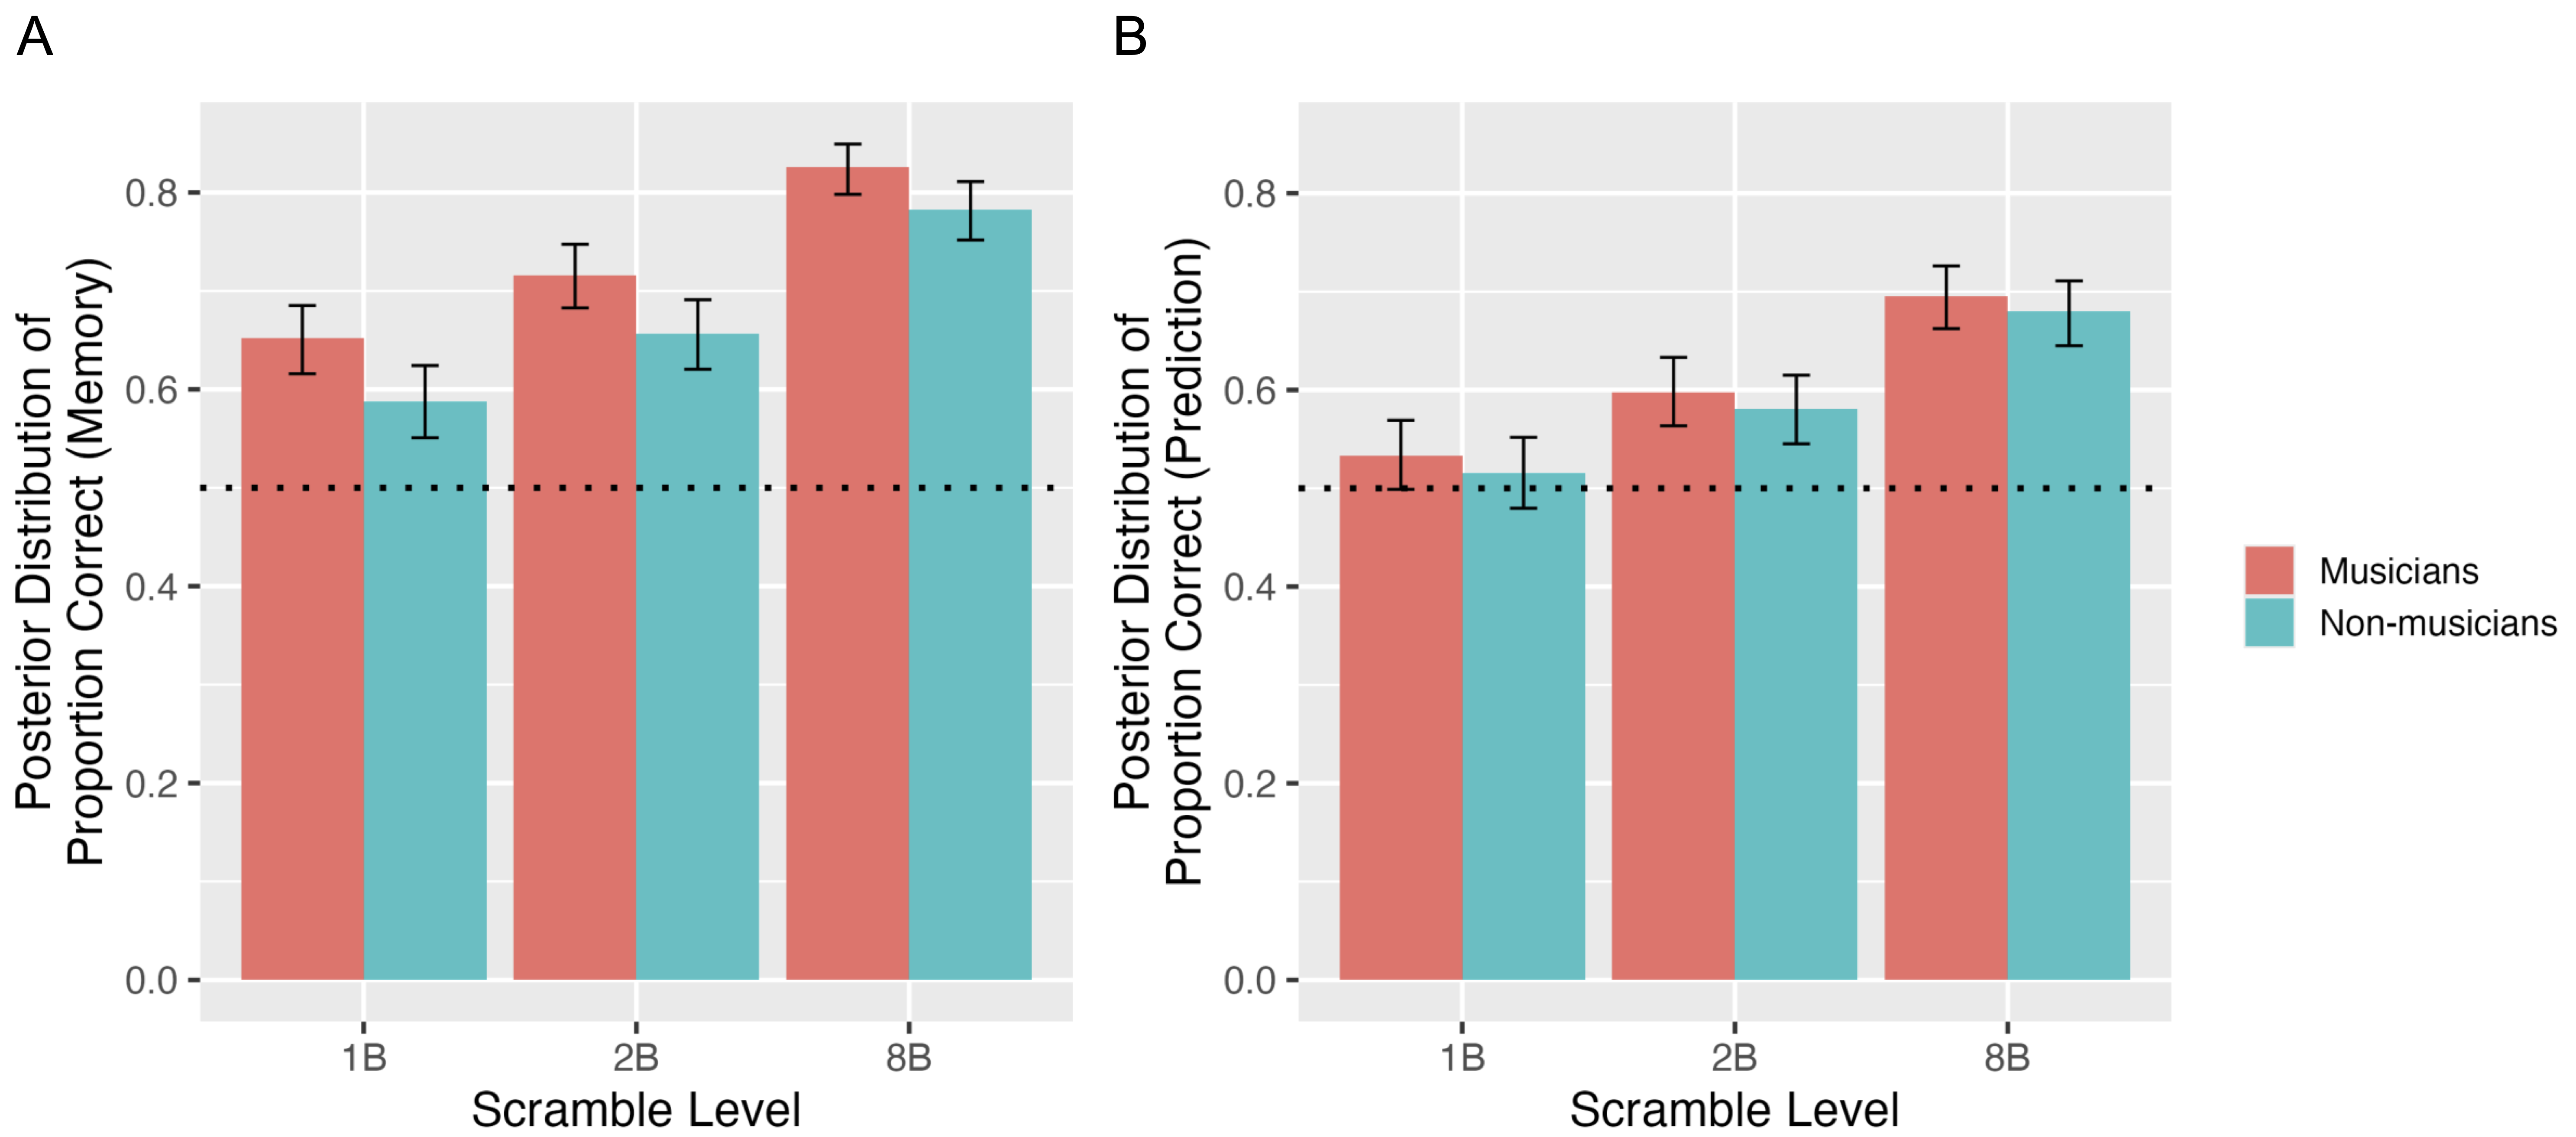 A
Posterior Distribution of
Proportion Correct (Memory)
0.8
0.6
0.4
0.2
0.0
1B
2B
8B
Scramble Level
B
Posterior Distribution of
Proportion Correct (Prediction)
0.8
0.6
0.4
0.2
0.0
1B
2B
8B
Scramble Level
Musicians
Non-musicians